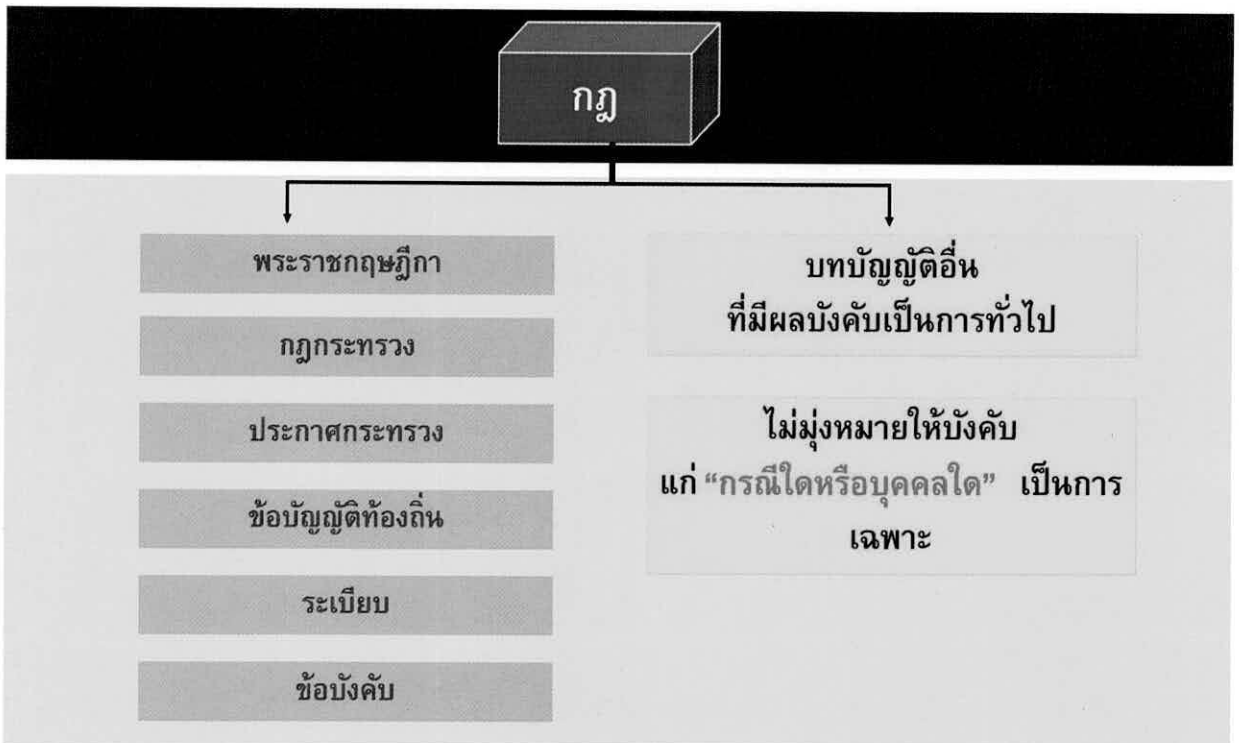 กฎ
พระราชกฤษฎีกา
กฎกระทรวง
ประกาศกระทรวง
ข้อบัญญัติท้องถิ่น
ระเบียบ
ข้อบังคับ
บทบัญญัติอื่น
ที่มีผลบังคับเป็นการทั่วไป
ไม่มุ่งหมายให้บังคับ
แก่ “กรณีใดหรือบุคคลใด” เป็นการ
เฉพาะ